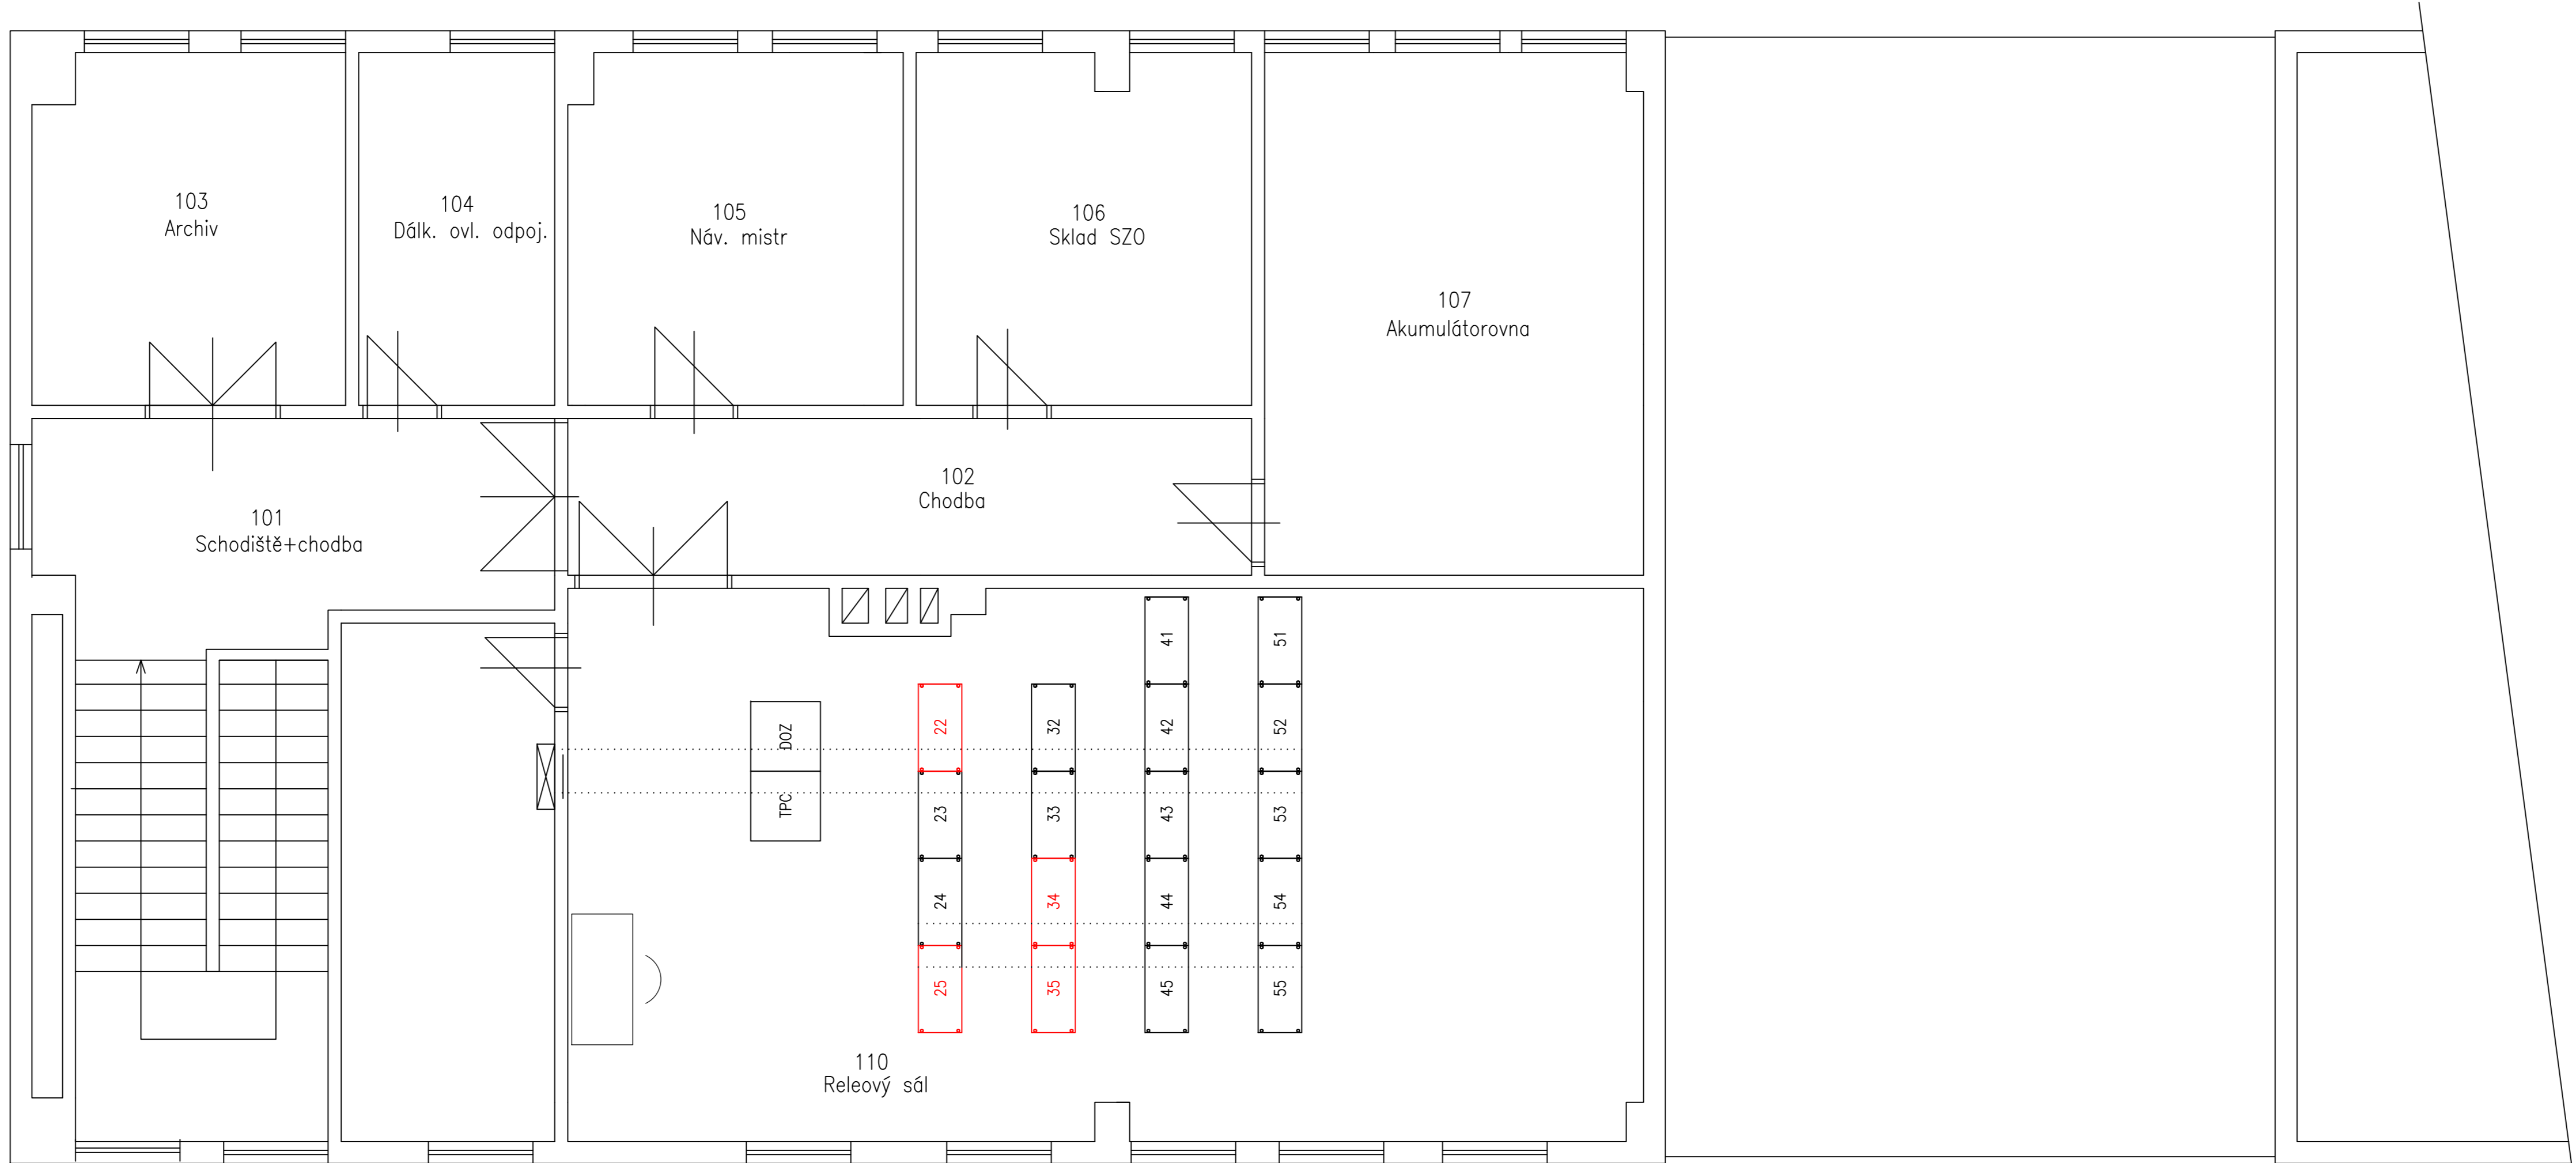 103
Archiv
104
Dálk. ovl. odpoj.
105
Náv. mistr
106
Sklad SZO
107
Akumulátorovna
102
Chodba
101
Schodiště+chodba
41
51
DOZ
22
32
42
52
TPC
23
33
43
53
24
34
44
54
25
35
45
55
110
Releový sál